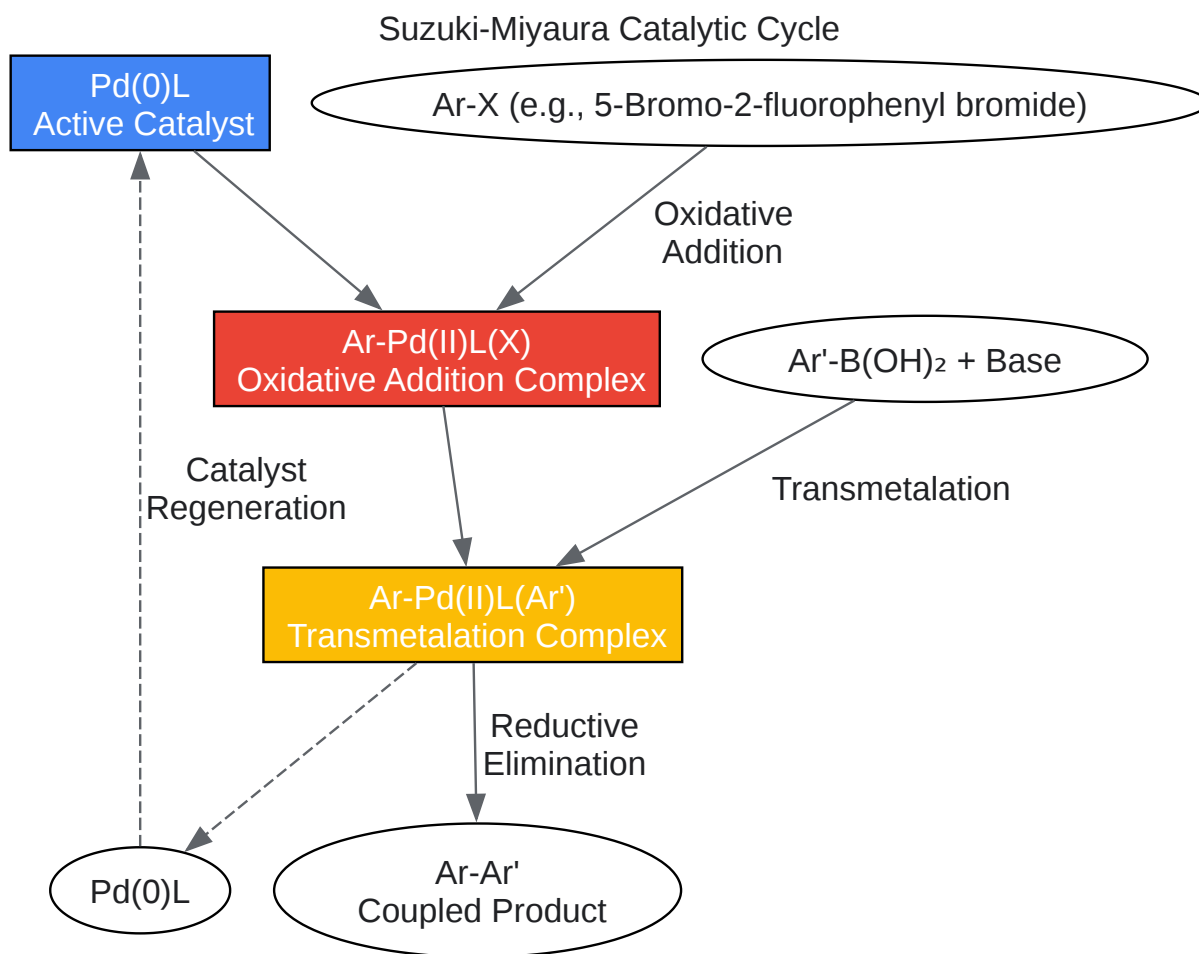 Suzuki-Miyaura Catalytic Cycle
Pd(0)L
Active Catalyst
Ar-X (e.g., 5-Bromo-2-fluorophenyl bromide)
Oxidative
Addition
Ar-Pd(II)L(X)
Oxidative Addition Complex
Ar'-B(OH)₂ + Base
Catalyst
Regeneration
Transmetalation
Ar-Pd(II)L(Ar')
Transmetalation Complex
Reductive
Elimination
Pd(0)L
Ar-Ar'
Coupled Product